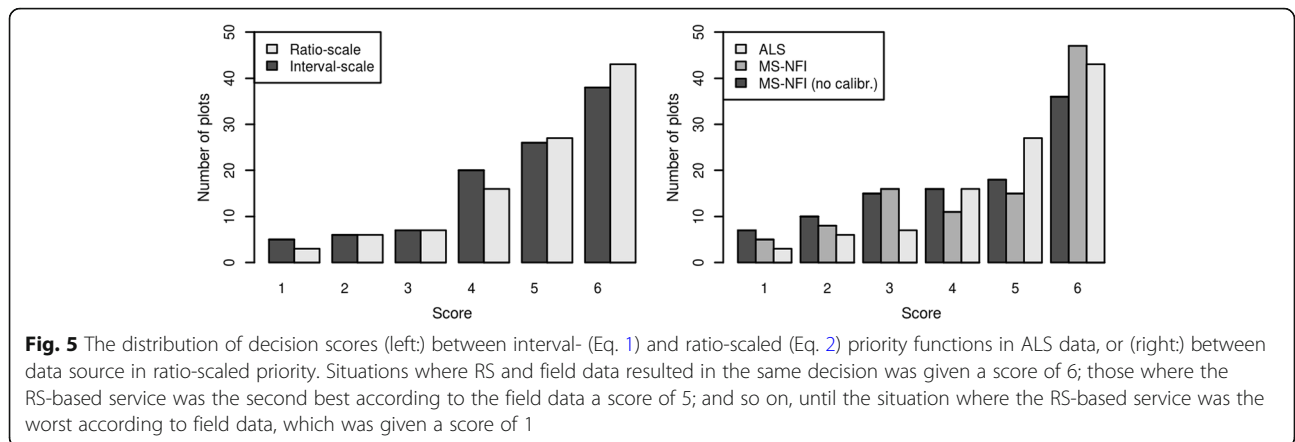 50
40
30
20
10
0
Number of plots
Ratio-scale
Interval-scale
1 2 3 4 5 6
Score
50
40
30
20
10
0
Number of plots
ALS
MS-NFI
MS-NFI (no calibr.)
1 2 3 4 5 6
Score
Fig. 5 The distribution of decision scores (left:) between interval- (Eq. 1) and ratio-scaled (Eq. 2) priority functions in ALS data, or (right:) between
data source in ratio-scaled priority. Situations where RS and field data resulted in the same decision was given a score of 6; those where the
RS-based service was the second best according to the field data a score of 5; and so on, until the situation where the RS-based service was the
worst according to field data, which was given a score of 1